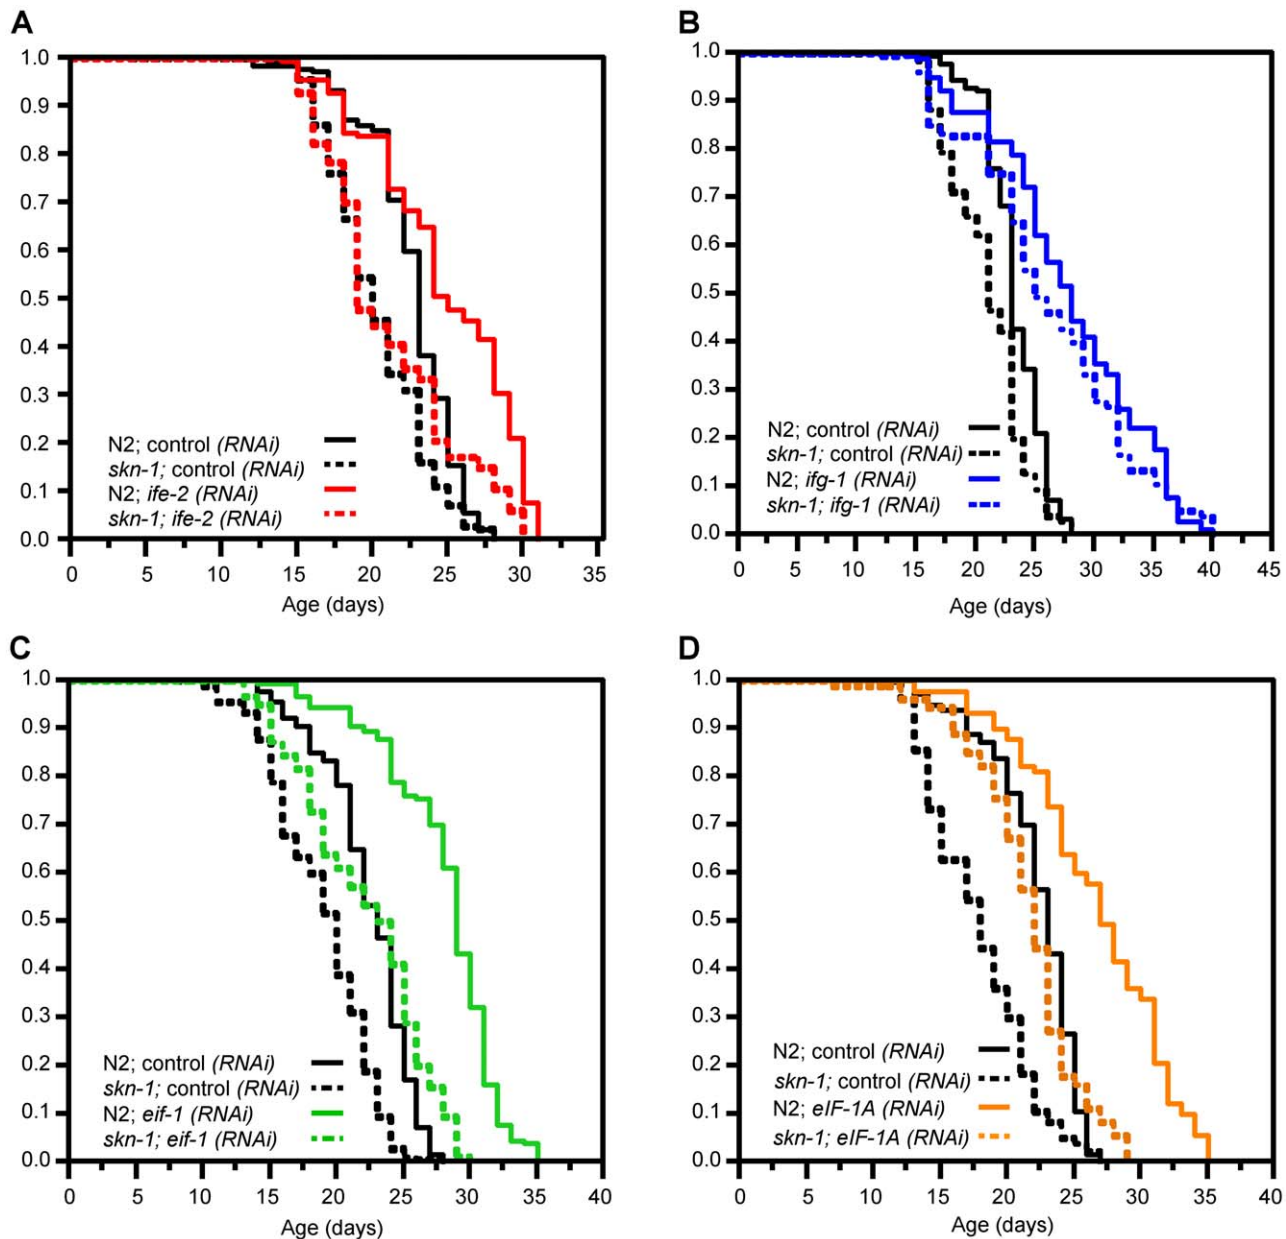 A
1.0
0.9
0.8
0.7
0.6
0.5
0.4
0.3
0.2
0.1
0.0
N2; control (RNAi)
skn-1; control (RNAi)
N2; ife-2 (RNAi)
skn-1; ife-2 (RNAi)
0 5 10 15 20 25 30 35
Age (days)
B
1.0
0.9
0.8
0.7
0.6
0.5
0.4
0.3
0.2
0.1
0.0
N2; control (RNAi)
skn-1; control (RNAi)
N2; ifg-1 (RNAi)
skn-1; ifg-1 (RNAi)
0 5 10 15 20 25 30 35 40 45
Age (days)
C
1.0
0.9
0.8
0.7
0.6
0.5
0.4
0.3
0.2
0.1
0.0
N2; control (RNAi)
skn-1; control (RNAi)
N2; eif-1 (RNAi)
skn-1; eif-1 (RNAi)
0 5 10 15 20 25 30 35 40
Age (days)
D
1.0
0.9
0.8
0.7
0.6
0.5
0.4
0.3
0.2
0.1
0.0
N2; control (RNAi)
skn-1; control (RNAi)
N2; eIF-1A (RNAi)
skn-1; eIF-1A (RNAi)
0 5 10 15 20 25 30 35 40
Age (days)